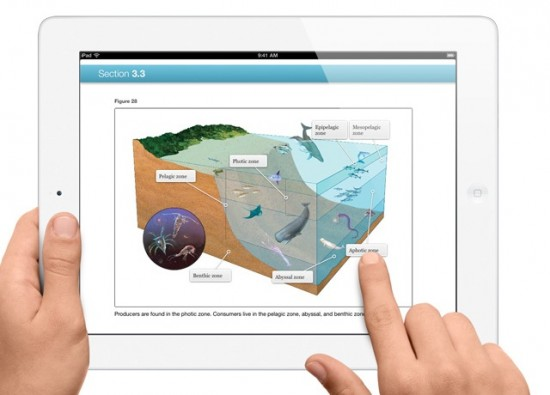 iPad
9:41 AM
Section 3.3
Figure 26
Epipelagic
zone
Mesopelagic
zone
Photic zone
Pelagic zone
Aphotic zone
Benthic zone
Abyssal zone
Producers are found in the photic zone. Consumers live in the pelagic zone, abyssal, and benthic zon